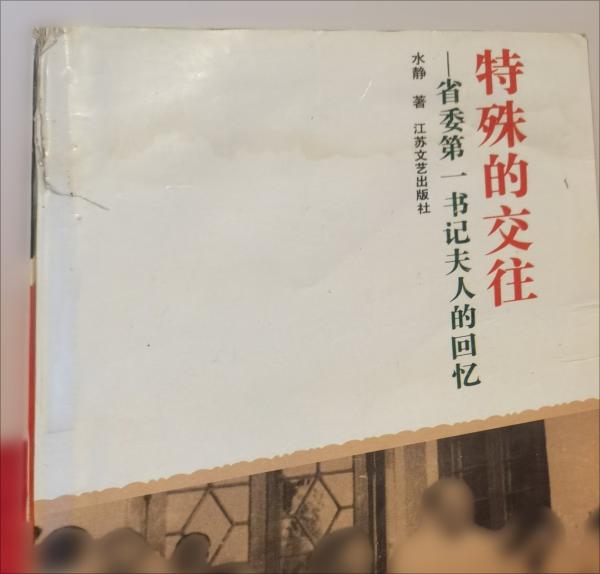 特殊的交往
—省委第一书记夫人的回忆
水静 著 江苏文艺出版社